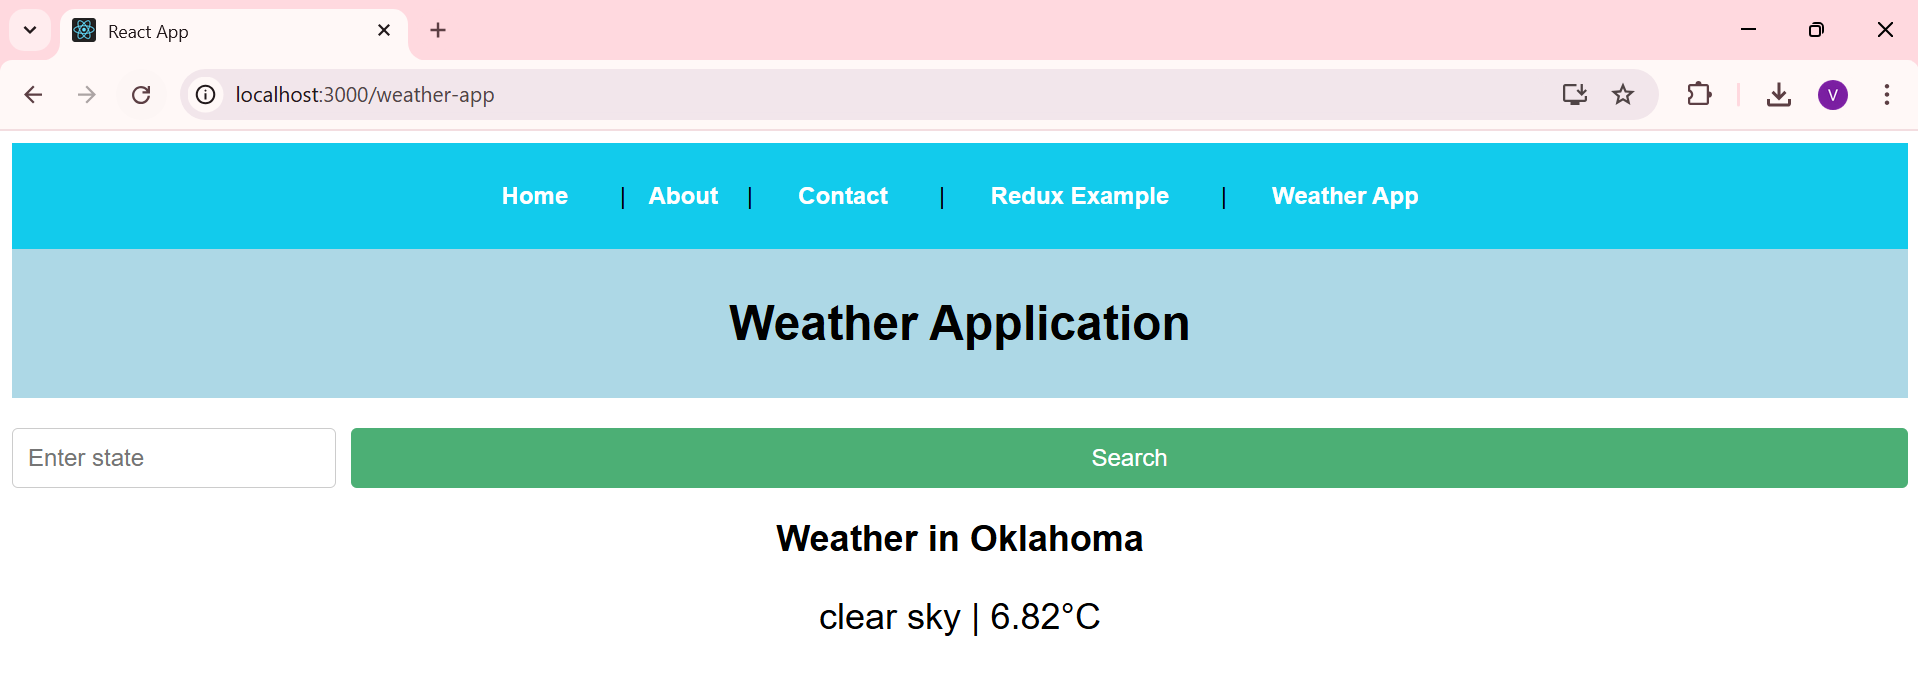 React App
localhost:3000/weather-app
V
Home | About | Contact | Redux Example | Weather App
Weather Application
Enter state Search
Weather in Oklahoma
clear sky | 6.82°C